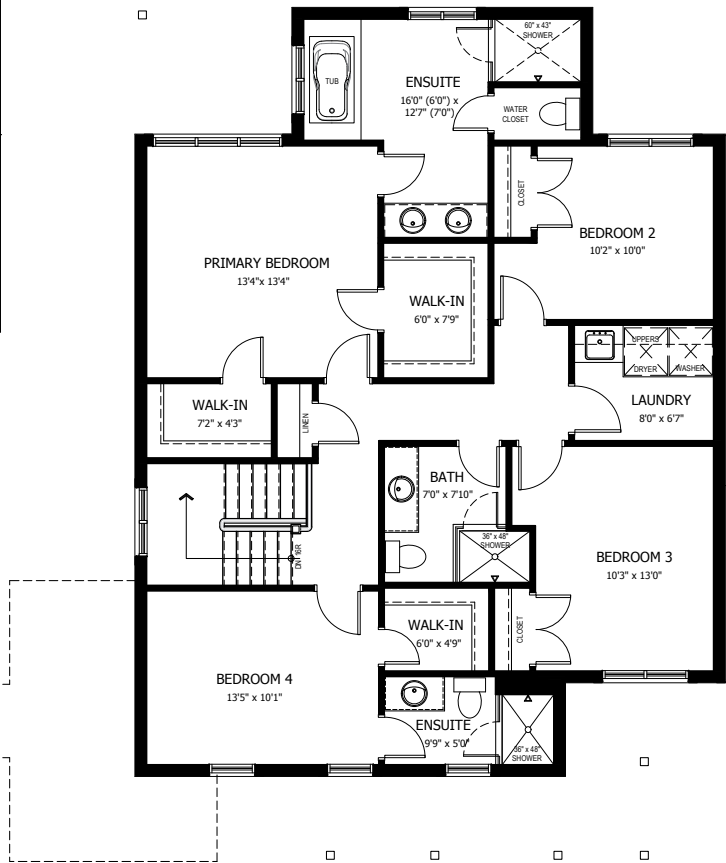 60" x 43"
SHOWER
TUB
ENSUITE
16'0" (6'0") x
12'7" (7'0")
WATER
CLOSET
CLOSET
BEDROOM 2
10'2" x 10'0"
PRIMARY BEDROOM
13'4"x 13'4"
WALK-IN
6'0" x 7'9"
UPPERS
DRYER
WASHER
WALK-IN
7'2" x 4'3"
LINEN
LAUNDRY
8'0" x 6'7"
BATH
7'0" x 7'10"
36" x 48"
SHOWER
DN 16R
BEDROOM 3
10'3" x 13'0"
WALK-IN
6'0" x 4'9"
CLOSET
BEDROOM 4
13'5" x 10'1"
ENSUITE
9'9" x 5'0"
36" x 48"
SHOWER